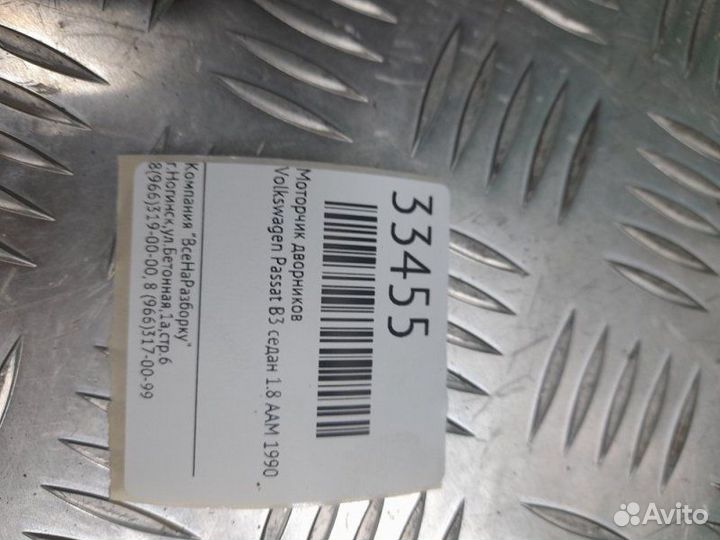 33455
Моторчик дворников
Volkswagen Passat B3 седан 1.8 AAM 1990
Компания "ВсеНаРазборку"
г.Ногинск,ул.Бетонная,1а,стр.6
8(966)319-00-00, 8 (966)317-00-99
Avito